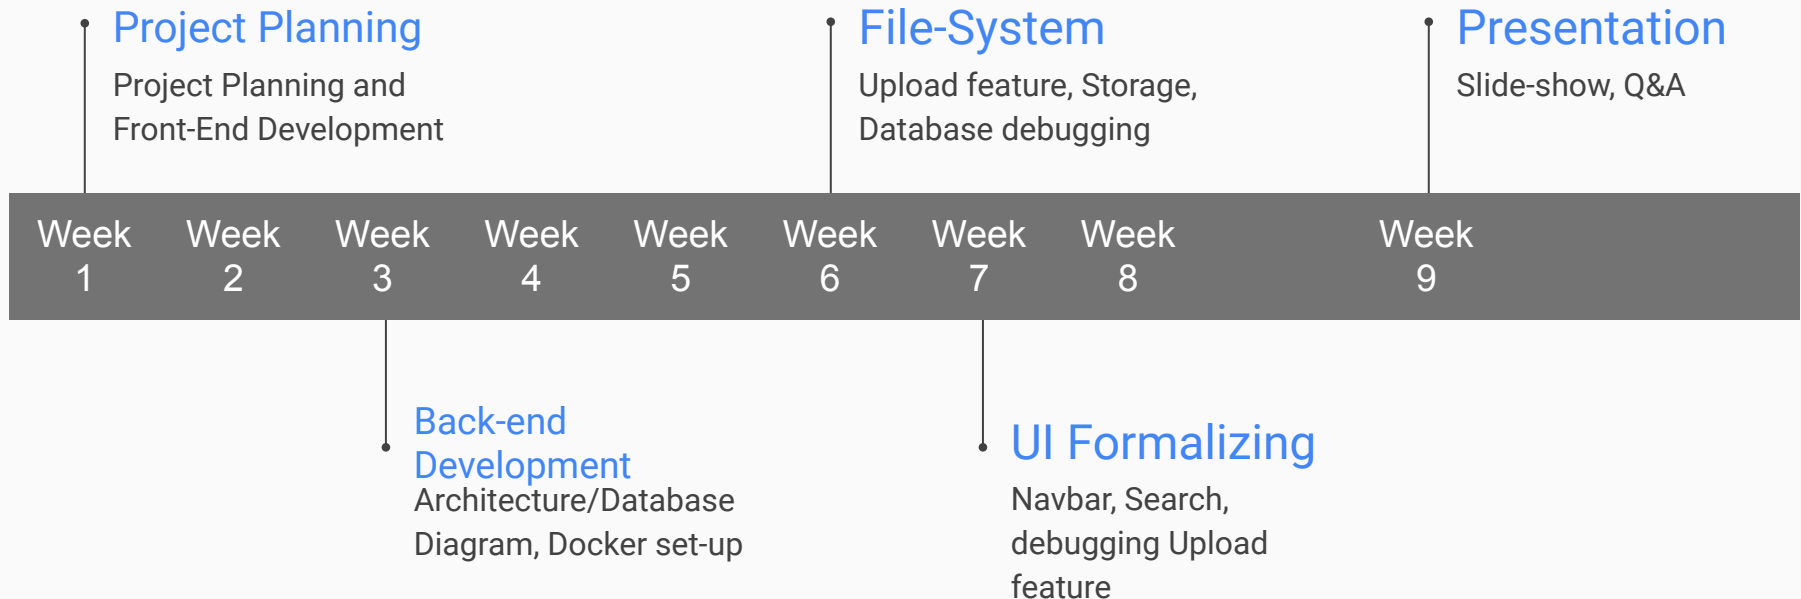 Project Planning
Project Planning and
Front-End Development
File-System
Upload feature, Storage,
Database debugging
Presentation
Slide-show, Q&A
Week
1
Week
2
Week
3
Week
4
Week
5
Week
6
Week
7
Week
8
Week
9
Back-end
Development
Architecture/Database
Diagram, Docker set-up
UI Formalizing
Navbar, Search,
debugging Upload
feature